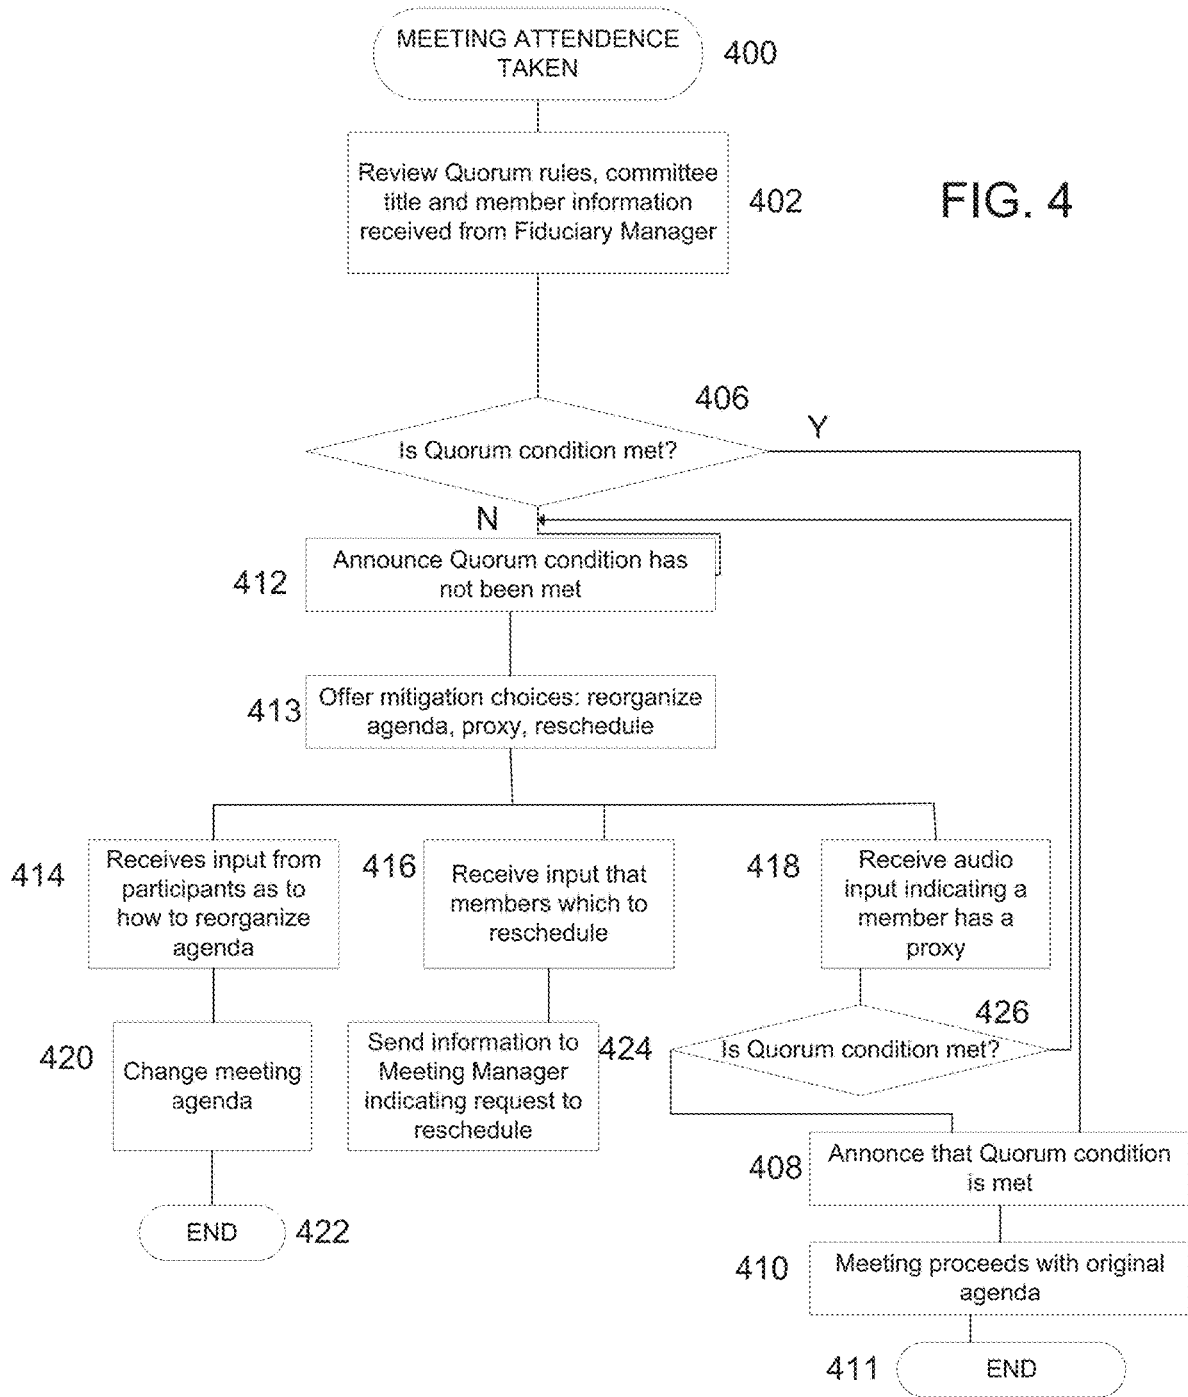 MEETING ATTENDENCE
TAKEN
400
Review Quorum rules, committee
title and member information
received from Fiduciary Manager
402
FIG. 4
406
Is Quorum condition met?
Y
N
Announce Quorum condition has
not been met
412
Offer mitigation choices: reorganize
agenda, proxy, reschedule
413
414
Receives input from
participants as to
how to reorganize
agenda
416
Receive input that
members which to
reschedule
418
Receive audio
input indicating a
member has a
proxy
420
Change meeting
agenda
Send information to
Meeting Manager
indicating request to
reschedule
424
426
Is Quorum condition met?
408
Annonce that Quorum condition
is met
END
422
410
Meeting proceeds with original
agenda
411
END